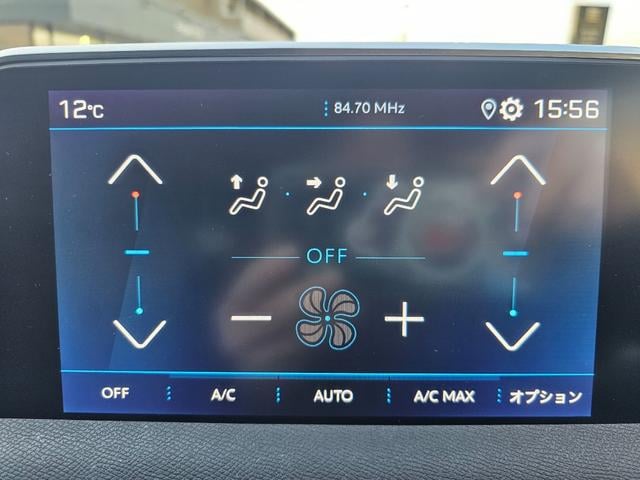 12°C 84.70 MHz 15:56
OFF
OFF A/C AUTO A/C MAX オプション